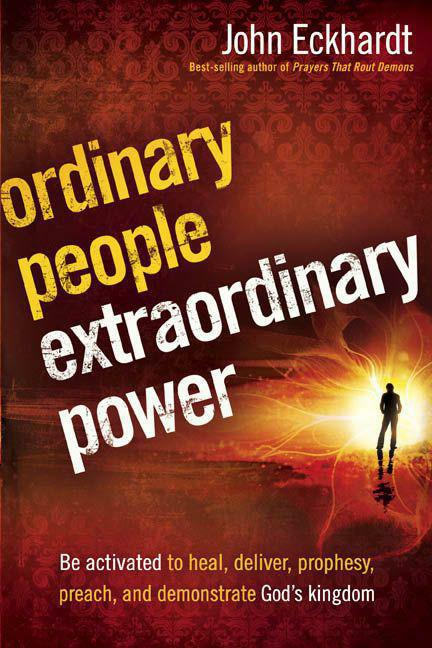 John Eckhardt
Best-selling author of Prayers That Rout Demons
ordinary
people
extraordinary
power
Be activated to heal, deliver, prophesy,
preach, and demonstrate God's kingdom